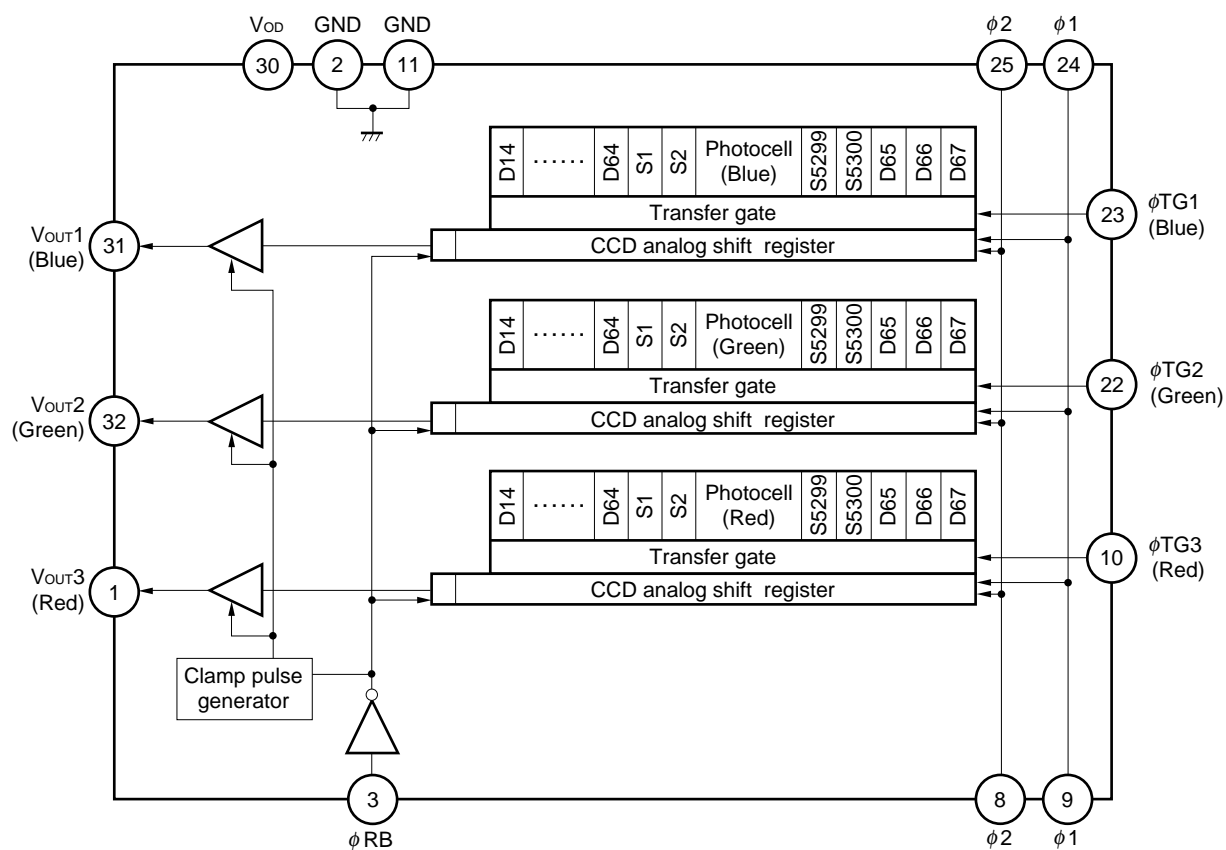 VOD GND GND φ2 φ1
30 2 11 25 24
D14 ······ D64 S1 S2 Photocell (Blue) S5299 S5300 D65 D66 D67
Transfer gate
CCD analog shift register
23
φTG1
(Blue)
VOUT1
(Blue)
31
D14 ······ D64 S1 S2 Photocell (Green) S5299 S5300 D65 D66 D67
Transfer gate
CCD analog shift register
22
φTG2
(Green)
VOUT2
(Green)
32
D14 ······ D64 S1 S2 Photocell (Red) S5299 S5300 D65 D66 D67
Transfer gate
CCD analog shift register
10
φTG3
(Red)
VOUT3
(Red)
1
Clamp pulse
generator
3 8 9
φRB φ2 φ1